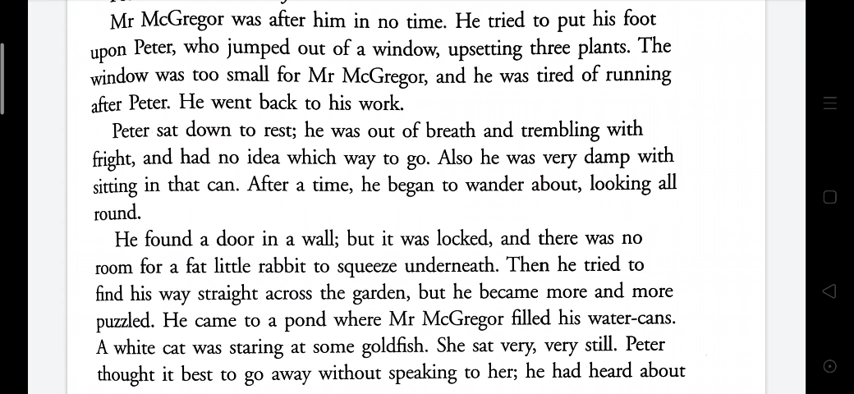 Mr McGregor was after him in no time. He tried to put his foot
upon Peter, who jumped out of a window, upsetting three plants. The
window was too small for Mr McGregor, and he was tired of running
after Peter. He went back to his work.
Peter sat down to rest; he was out of breath and trembling with
fright, and had no idea which way to go. Also he was very damp with
sitting in that can. After a time, he began to wander about, looking all
round.
He found a door in a wall; but it was locked, and there was no
room for a fat little rabbit to squeeze underneath. Then he tried to
find his way straight across the garden, but he became more and more
puzzled. He came to a pond where Mr McGregor filled his water-cans.
A white cat was staring at some goldfish. She sat very, very still. Peter
thought it best to go away without speaking to her; he had heard about